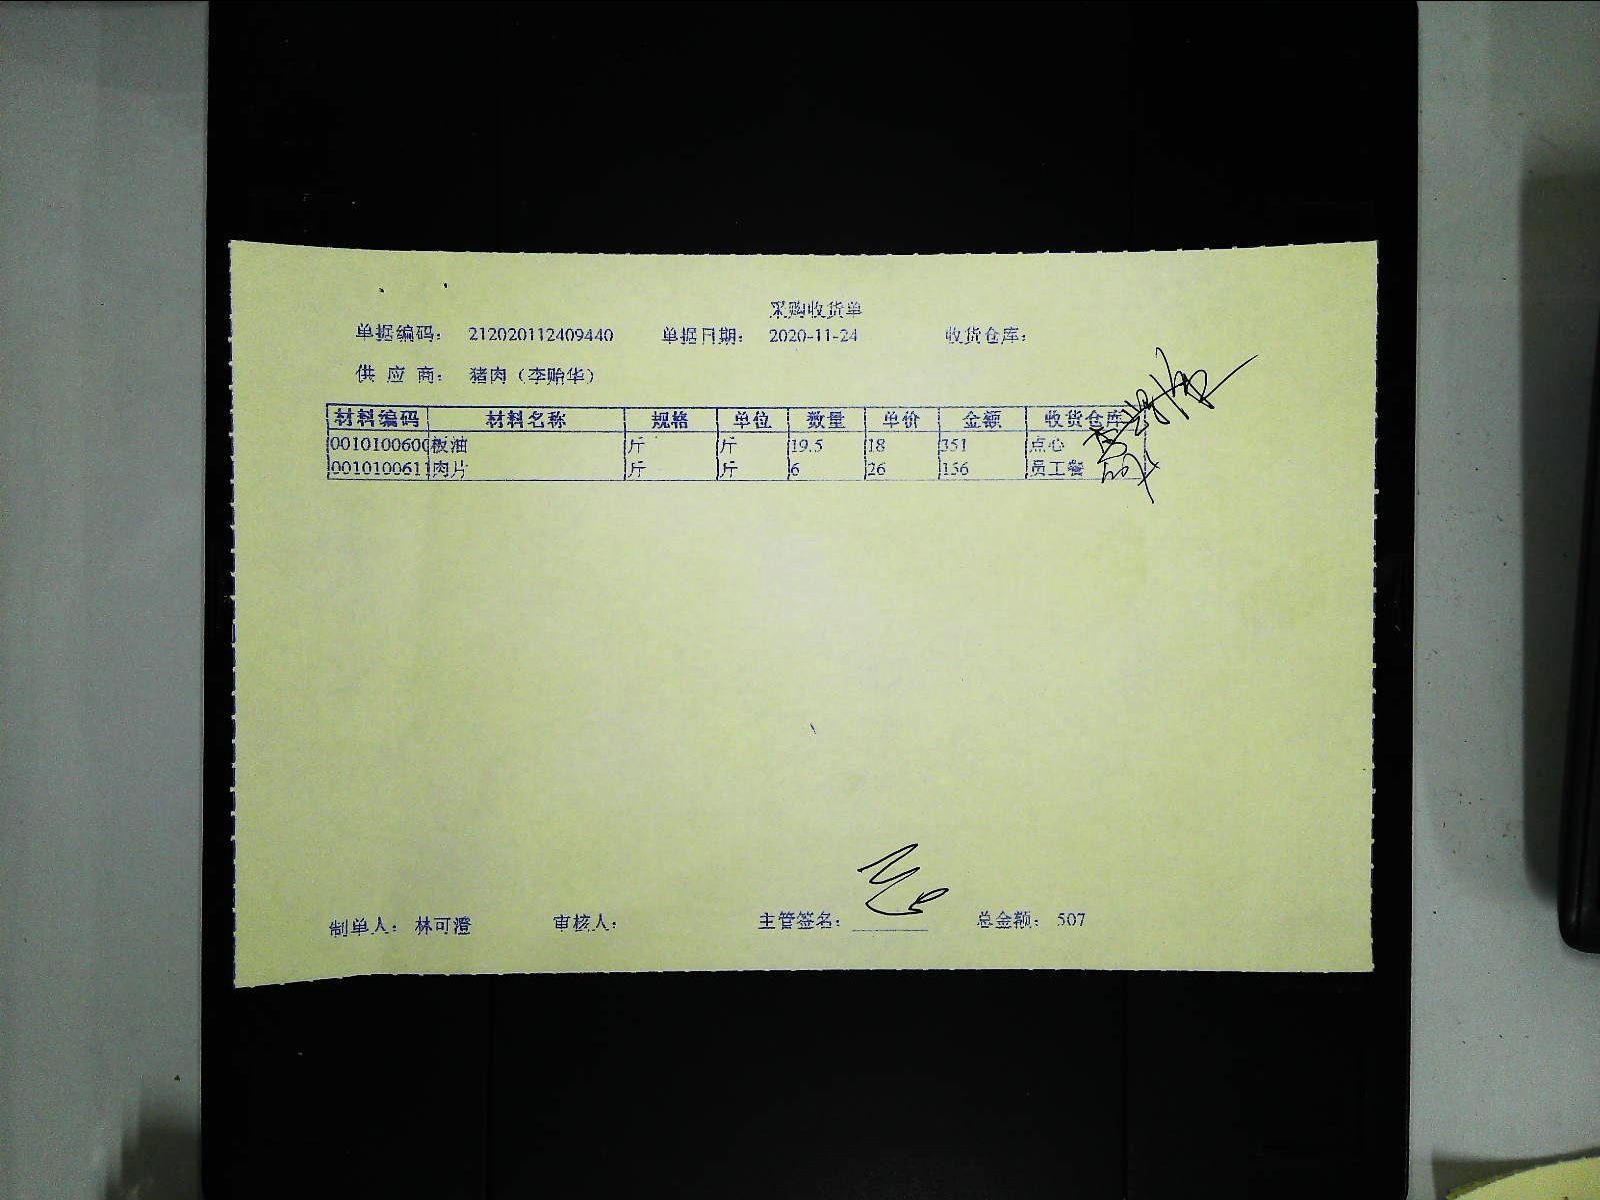 采购收货单
单据编码： 212020112409440 单据日期： 2020-11-24 收货仓库：
供 应 商： 猪肉（李贻华）
材料编码 材料名称 规格 单位 数量 单价 金额 收货仓库
0010100600 板油 斤 斤 19.5 18 351 点心
0010100611 肉片 斤 斤 6 26 156 员工餐
制单人： 林可澄 审核人： 主管签名： 总金额： 507